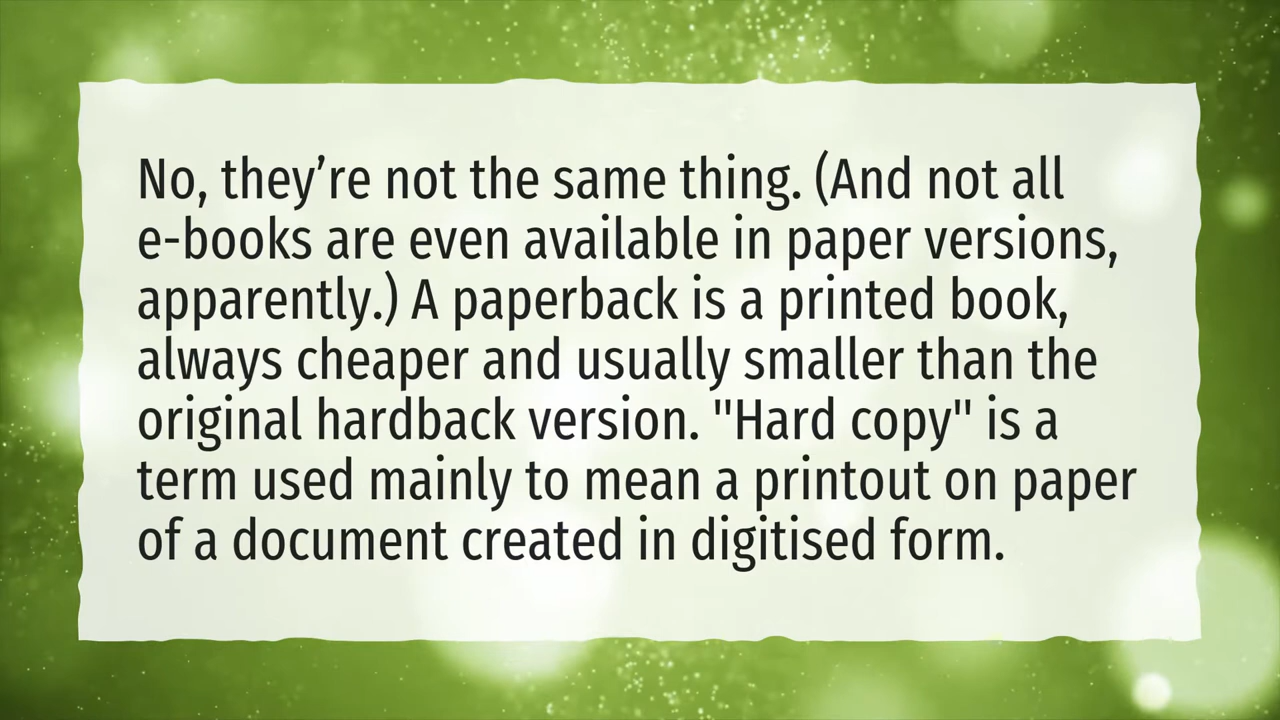 No, they’re not the same thing. (And not all
e-books are even available in paper versions,
apparently.) A paperback is a printed book,
always cheaper and usually smaller than the
original hardback version. "Hard copy" is a
term used mainly to mean a printout on paper
of a document created in digitised form.